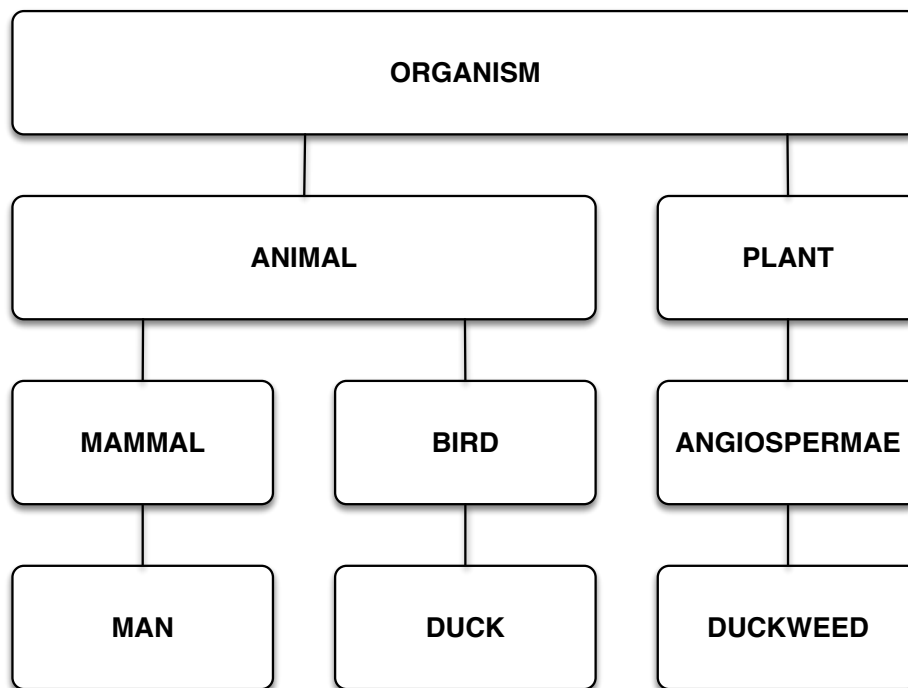 ORGANISM
ANIMAL
PLANT
MAMMAL
BIRD
ANGIOSPERMAE
MAN
DUCK
DUCKWEED